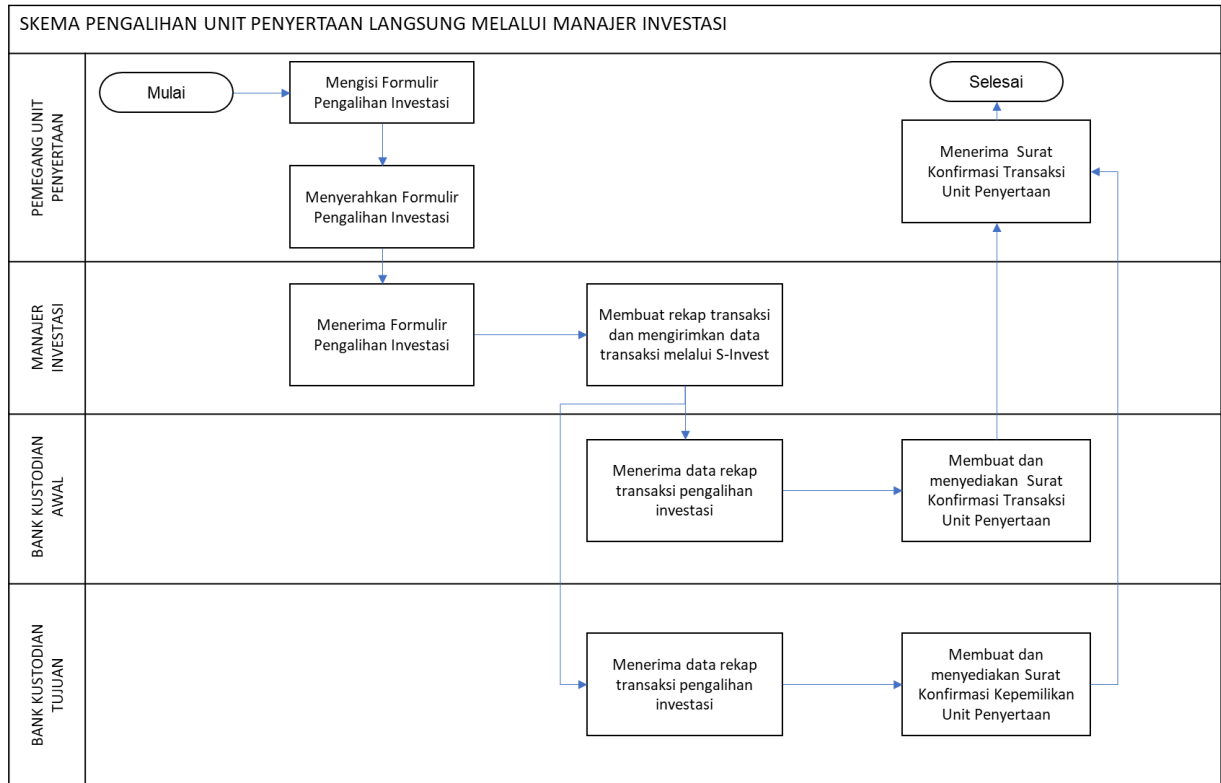 SKEMA PENGALIHAN UNIT PENYERTAAN LANGSUNG MELALUI MANAJER INVESTASI
PEMEGANG UNIT
PENYERTAAN
Mulai
Mengisi Formulir
Pengalihan Investasi
Menyerahkan Formulir
Pengalihan Investasi
Selesai
Menerima Surat
Konfirmasi Transaksi
Unit Penyertaan
MANAJER
INVESTASI
Menerima Formulir
Pengalihan Investasi
Membuat rekap transaksi
dan mengirimkan data
transaksi melalui S-Invest
BANK KUSTODIAN
AWAL
Menerima data rekap
transaksi pengalihan
investasi
Membuat dan
menyediakan Surat
Konfirmasi Transaksi
Unit Penyertaan
BANK KUSTODIAN
TUJUAN
Menerima data rekap
transaksi pengalihan
investasi
Membuat dan
menyediakan Surat
Konfirmasi Kepemilikan
Unit Penyertaan